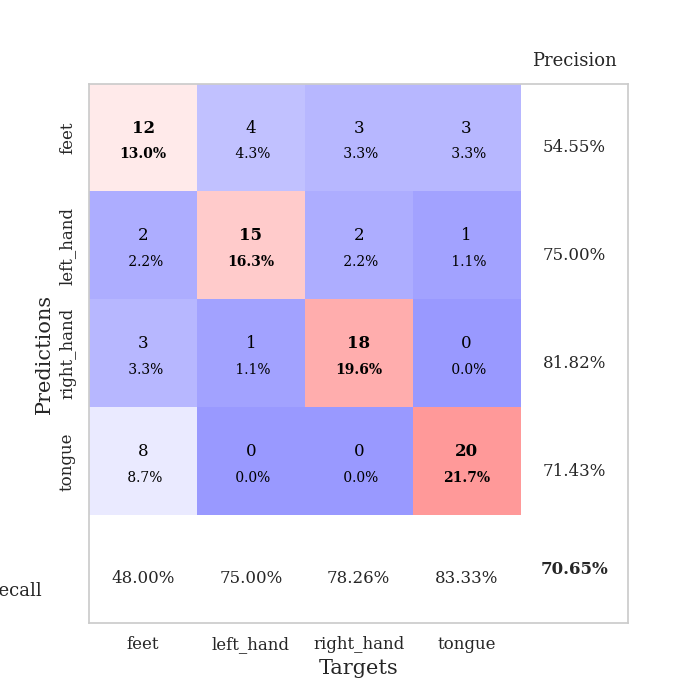 Precision
feet 12 4 3 3 54.55%
13.0% 4.3% 3.3% 3.3%
left_hand 2 15 2 1 75.00%
2.2% 16.3% 2.2% 1.1%
Predictions
right_hand 3 1 18 0 81.82%
3.3% 1.1% 19.6% 0.0%
tongue 8 0 0 20 71.43%
8.7% 0.0% 0.0% 21.7%
ecall 48.00% 75.00% 78.26% 83.33% 70.65%
feet left_hand right_hand tongue
Targets